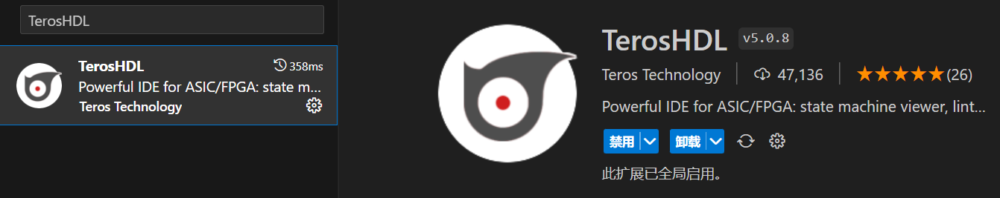 TerosHDL
TerosHDL 358ms
Powerful IDE for ASIC/FPGA: state m...
Teros Technology
TerosHDL v5.0.8
Teros Technology 47,136 (26)
Powerful IDE for ASIC/FPGA: state machine viewer, lint...
禁用 卸载
此扩展已全局启用。